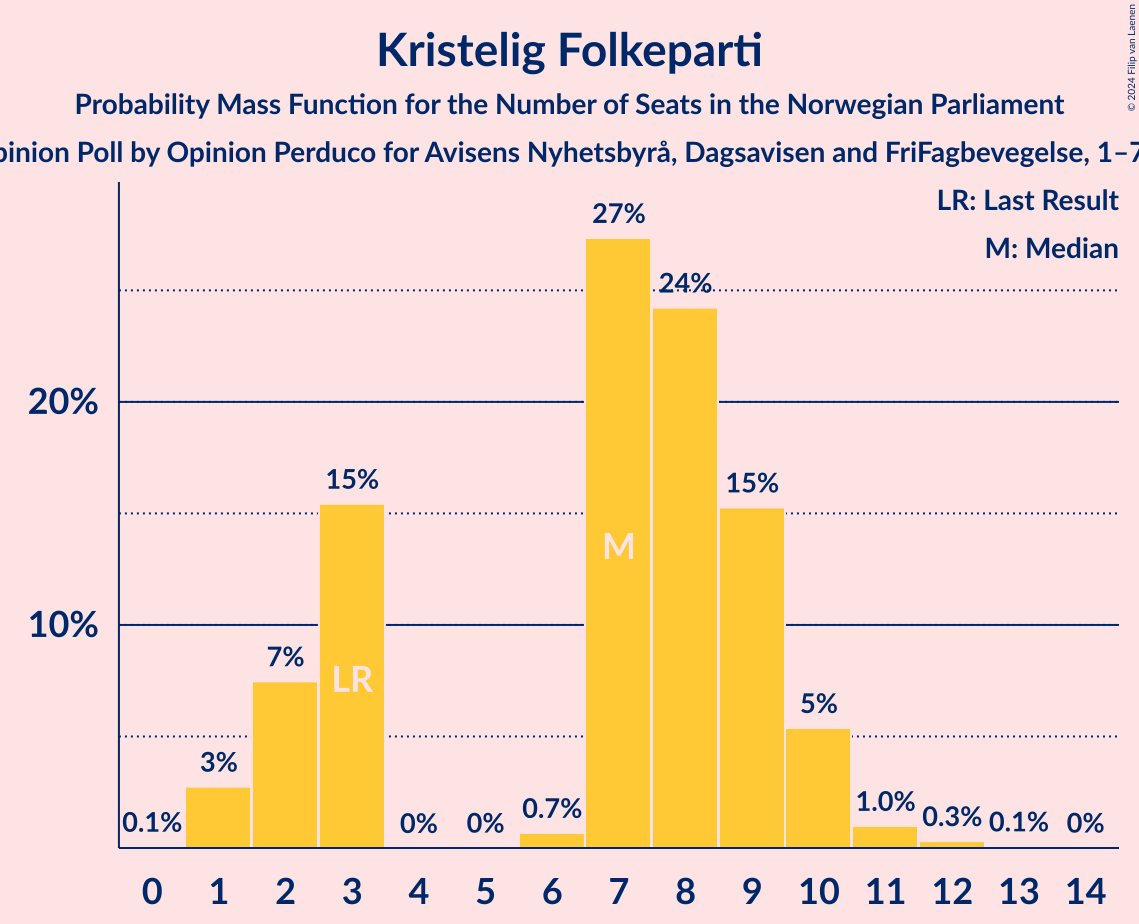 Kristelig Folkeparti
Probability Mass Function for the Number of Seats in the Norwegian Parliament
Poll by Opinion Perduco for Avisens Nyhetsbyrå, Dagsavisen and FriFagbevegelse, 1–7
© 2024 Filip van Laenen
LR: Last Result
M: Median
27%
24%
20%
15%
15%
M
10%
7%
LR
5%
3%
0.1%
0%
0%
0.7%
1.0%
0.3%
0.1%
0%
0 1 2 3 4 5 6 7 8 9 10 11 12 13 14